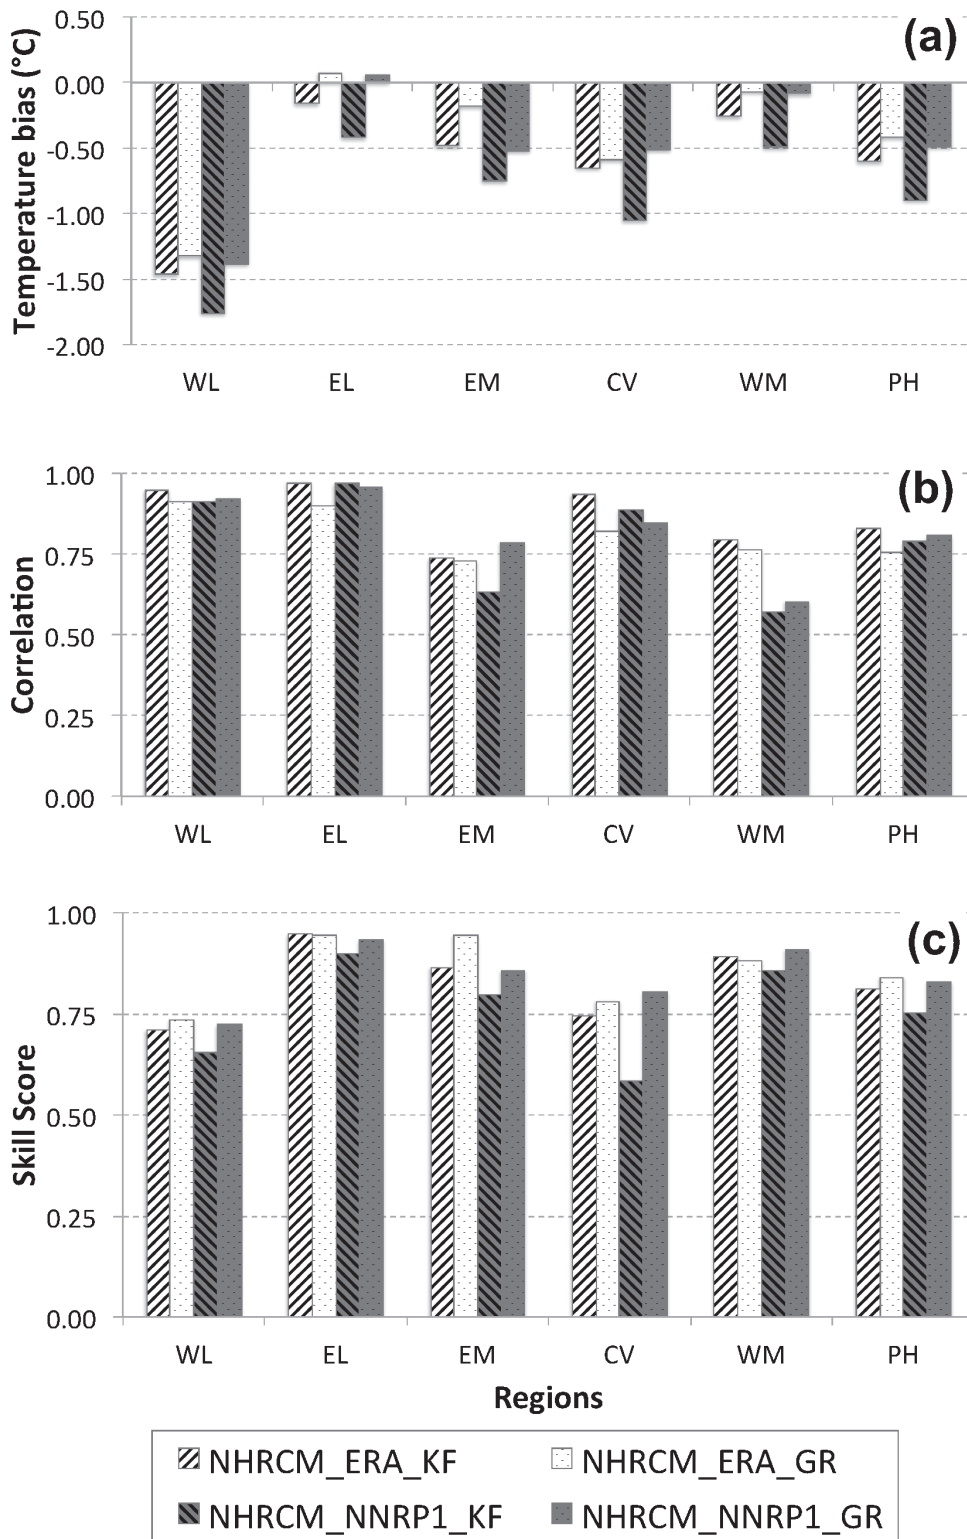 (a)
Temperature bias (°C)
0.50
0.00
-0.50
-1.00
-1.50
-2.00
WL EL EM CV WM PH
(b)
Correlation
1.00
0.75
0.50
0.25
0.00
WL EL EM CV WM PH
(c)
Skill Score
1.00
0.75
0.50
0.25
0.00
WL EL EM CV WM PH
Regions
NHRCM_ERA_KF NHRCM_ERA_GR
NHRCM_NNRP1_KF NHRCM_NNRP1_GR